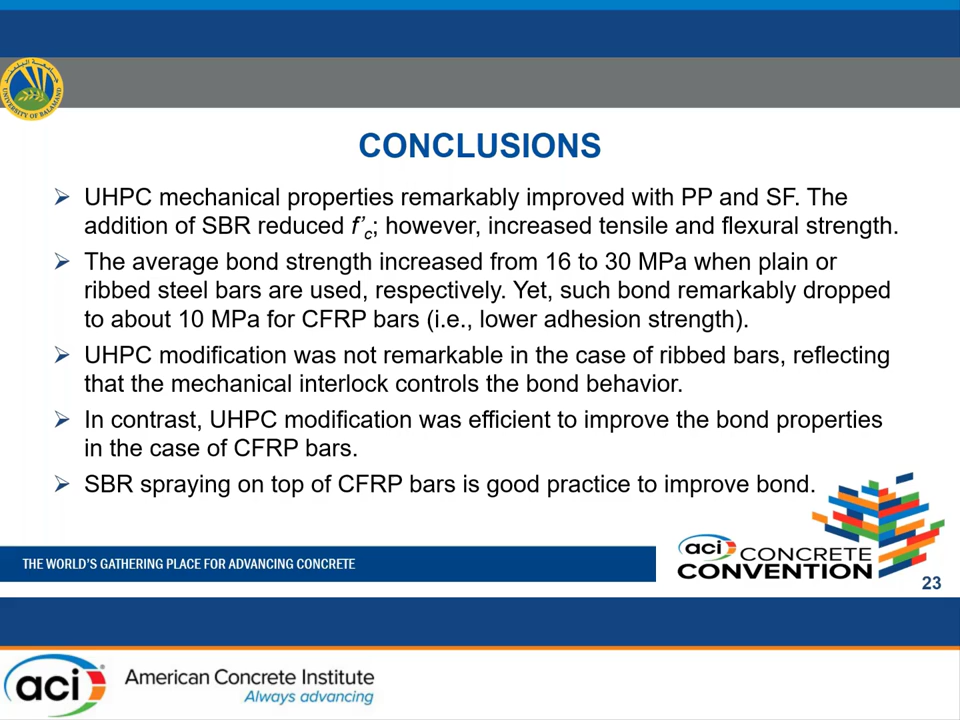 UNIVERSITY OF BALAMAND
CONCLUSIONS
➢ UHPC mechanical properties remarkably improved with PP and SF. The
addition of SBR reduced f'c; however, increased tensile and flexural strength.
➢ The average bond strength increased from 16 to 30 MPa when plain or
ribbed steel bars are used, respectively. Yet, such bond remarkably dropped
to about 10 MPa for CFRP bars (i.e., lower adhesion strength).
➢ UHPC modification was not remarkable in the case of ribbed bars, reflecting
that the mechanical interlock controls the bond behavior.
➢ In contrast, UHPC modification was efficient to improve the bond properties
in the case of CFRP bars.
➢ SBR spraying on top of CFRP bars is good practice to improve bond.
THE WORLD'S GATHERING PLACE FOR ADVANCING CONCRETE
aci CONCRETE
CONVENTION
23
aci American Concrete Institute
Always advancing